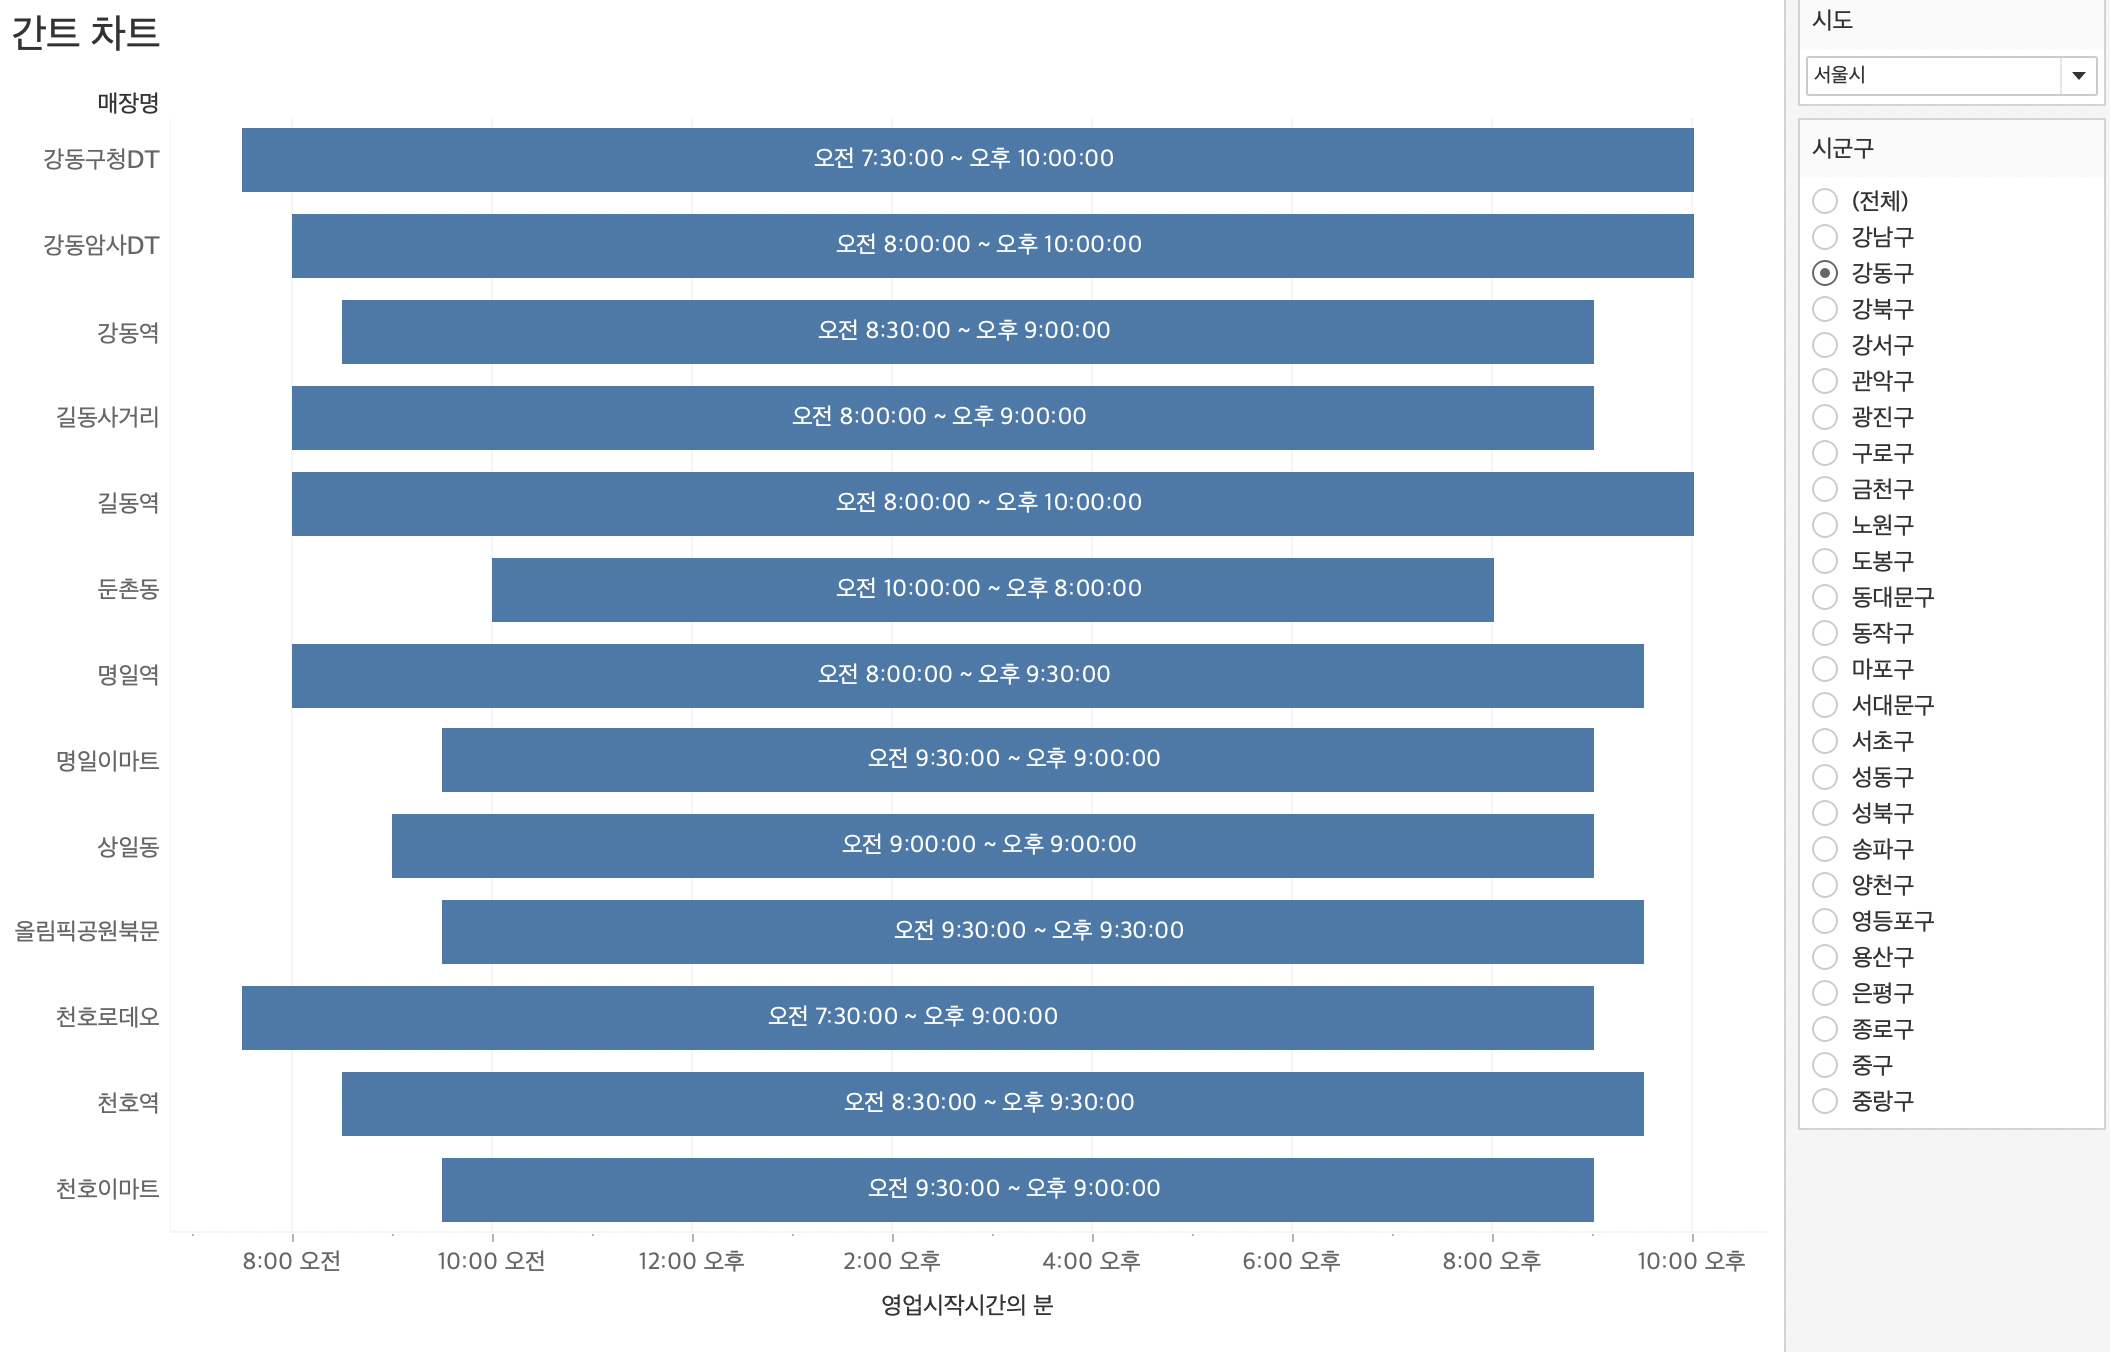 간트 차트
매장명
강동구청DT 오전 7:30:00 ~ 오후 10:00:00
강동암사DT 오전 8:00:00 ~ 오후 10:00:00
강동역 오전 8:30:00 ~ 오후 9:00:00
길동사거리 오전 8:00:00 ~ 오후 9:00:00
길동역 오전 8:00:00 ~ 오후 10:00:00
둔촌동 오전 10:00:00 ~ 오후 8:00:00
명일역 오전 8:00:00 ~ 오후 9:30:00
명일이마트 오전 9:30:00 ~ 오후 9:00:00
상일동 오전 9:00:00 ~ 오후 9:00:00
올림픽공원북문 오전 9:30:00 ~ 오후 9:30:00
천호로데오 오전 7:30:00 ~ 오후 9:00:00
천호역 오전 8:30:00 ~ 오후 9:30:00
천호이마트 오전 9:30:00 ~ 오후 9:00:00
8:00 오전 10:00 오전 12:00 오후 2:00 오후 4:00 오후 6:00 오후 8:00 오후 10:00 오후
영업시작시간의 분
시도
서울시
시군구
(전체)
강남구
강동구
강북구
강서구
관악구
광진구
구로구
금천구
노원구
도봉구
동대문구
동작구
마포구
서대문구
서초구
성동구
성북구
송파구
양천구
영등포구
용산구
은평구
종로구
중구
중랑구